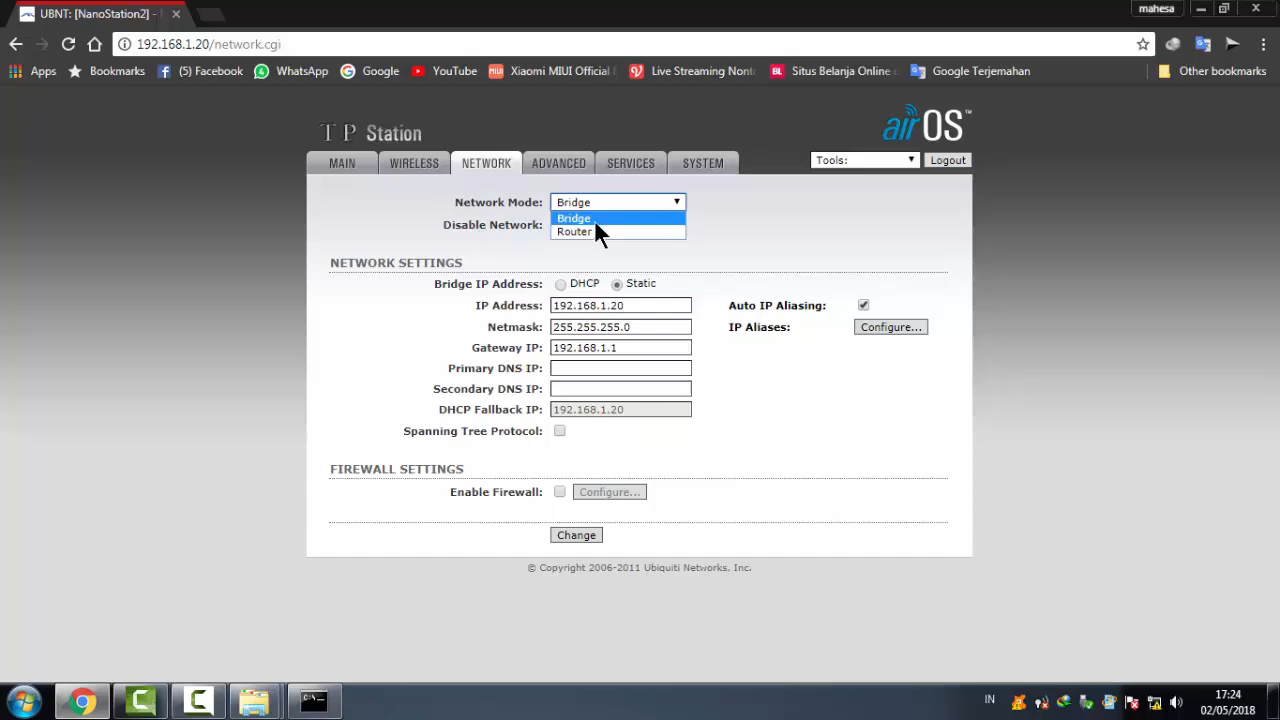 UBNT: [NanoStation2] -
mahesa
192.168.1.20/network.cgi
Apps Bookmarks (5) Facebook WhatsApp Google YouTube Xiaomi MIUI Official Live Streaming Nont Situs Belanja Online Google Terjemahan Other bookmarks
TP Station
airOS™
MAIN WIRELESS NETWORK ADVANCED SERVICES SYSTEM Tools: Logout
Network Mode: Bridge
Bridge
Disable Network:
Router
NETWORK SETTINGS
Bridge IP Address: DHCP Static
IP Address: 192.168.1.20 Auto IP Aliasing:
Netmask: 255.255.255.0 IP Aliases: Configure...
Gateway IP: 192.168.1.1
Primary DNS IP:
Secondary DNS IP:
DHCP Fallback IP: 192.168.1.20
Spanning Tree Protocol:
FIREWALL SETTINGS
Enable Firewall: Configure...
Change
© Copyright 2006-2011 Ubiquiti Networks, Inc.
IN
17:24
02/05/2018